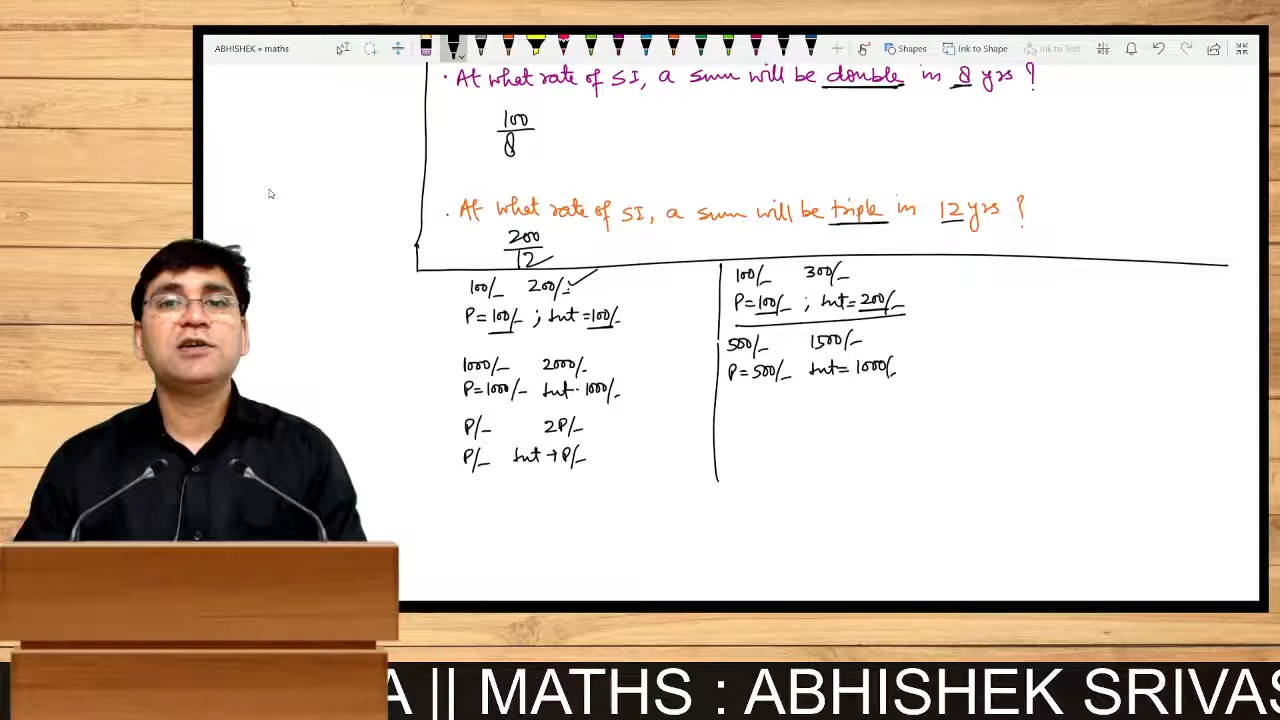 ABHISHEK » maths
Shapes
Ink to Shape
Ink to Text
· At what rate of SI, a sum will be double in 8 yrs ?
100
8
· At what rate of SI, a sum will be triple in 12 yrs ?
200
12
100/- 200/-
P = 100/- ; Int = 100/-
1000/- 2000/-
P = 1000/- Int · 1000/-
P/- 2P/-
P/- Int → P/-
100/- 300/-
P = 100/- ; Int = 200/-
500/- 1500/-
P = 500/- Int = 1000/-
A || MATHS : ABHISHEK SRIVAS